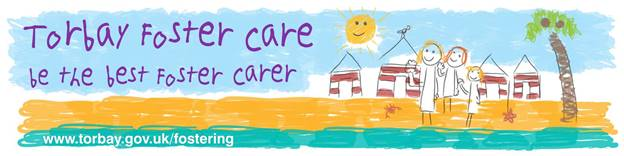 Torbay Foster Care
be the best Foster carer
www.torbay.gov.uk/fostering